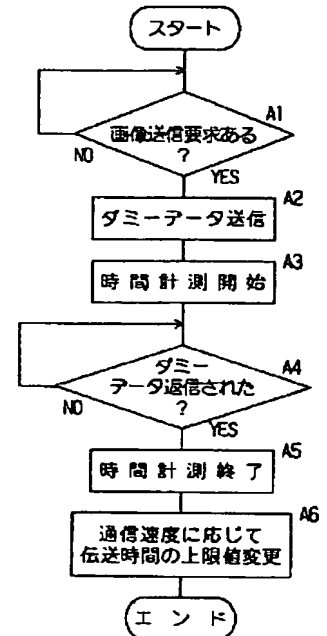 スタート
A1
画像送信要求ある
?
NO
YES
A2
ダミーデータ送信
A3
時間計測開始
A4
ダミー
データ返信された
?
NO
YES
A5
時間計測終了
A6
通信速度に応じて
伝送時間の上限値変更
エンド